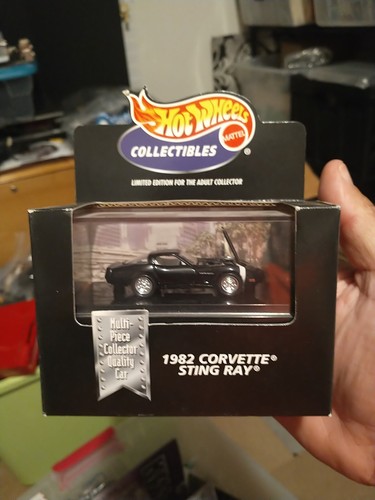 Hot Wheels
MATTEL
COLLECTIBLES®
LIMITED EDITION FOR THE ADULT COLLECTOR
Multi-
Piece
Collector
Quality
Car
1982 CORVETTE®
STING RAY®